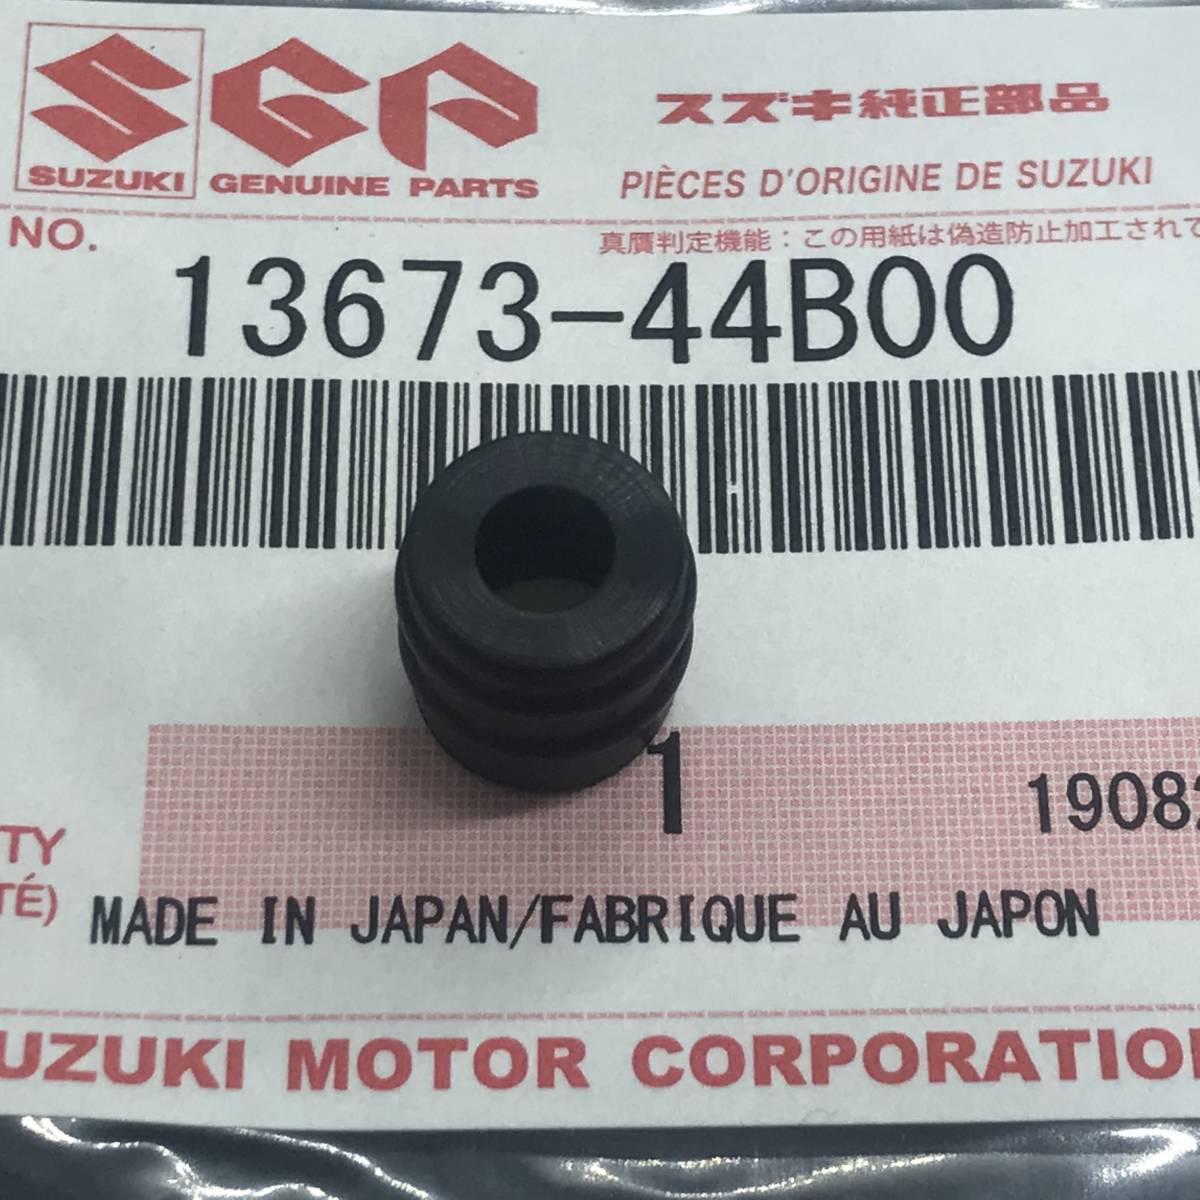 SGP
スズキ純正部品
SUZUKI GENUINE PARTS
PIÈCES D'ORIGINE DE SUZUKI
NO.
真贋判定機能：この用紙は偽造防止加工されて
13673-44B00
1
19082
TY
TÉ)
MADE IN JAPAN/FABRIQUE AU JAPON
UZUKI MOTOR CORPORATIO